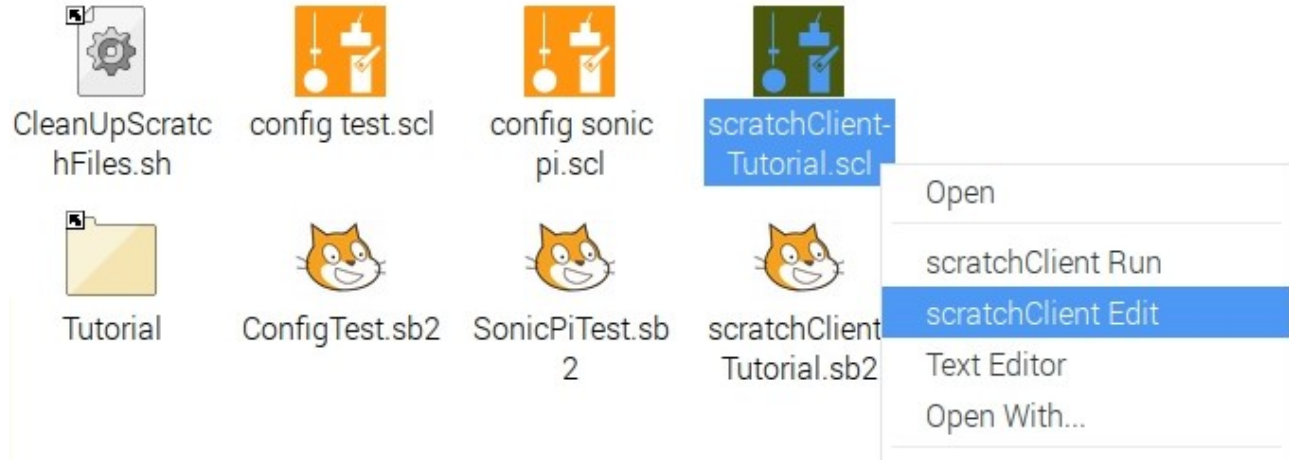 CleanUpScratc
hFiles.sh
config test.scl
config sonic
pi.scl
scratchClient-
Tutorial.scl
Tutorial
ConfigTest.sb2
SonicPiTest.sb
2
scratchClient
Tutorial.sb2
Open
scratchClient Run
scratchClient Edit
Text Editor
Open With...